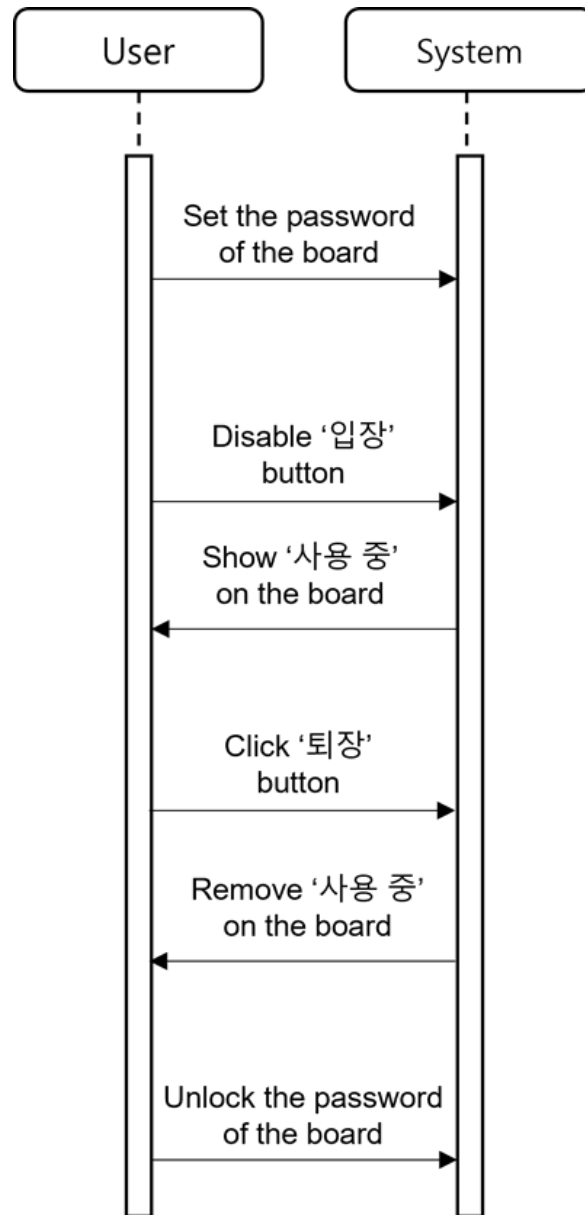 User
System
Set the password
of the board
Disable ‘입장’
button
Show ‘사용 중’
on the board
Click ‘퇴장’
button
Remove ‘사용 중’
on the board
Unlock the password
of the board